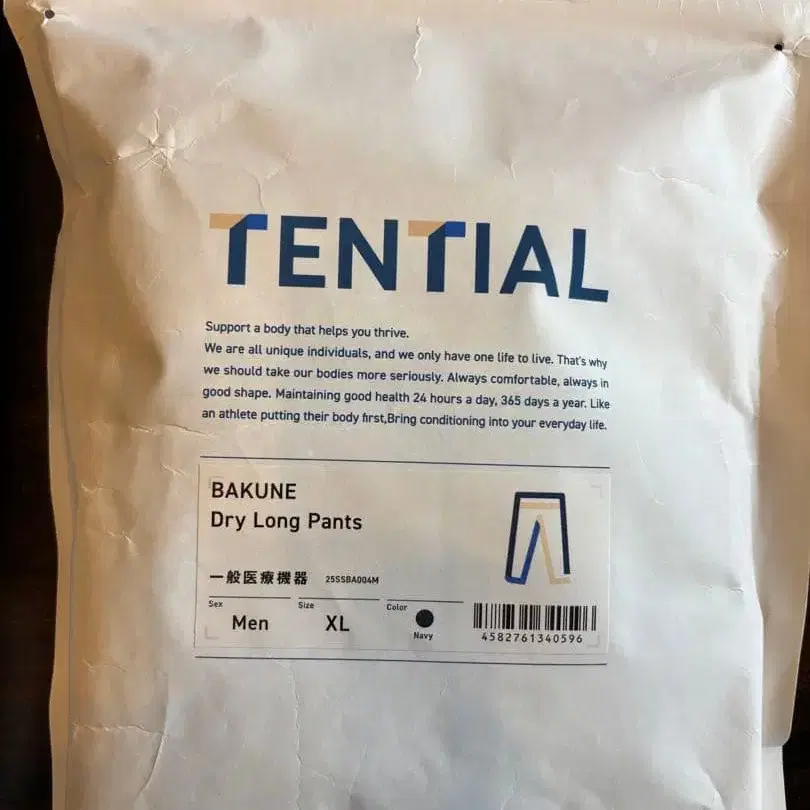 TENTIAL
Support a body that helps you thrive.
We are all unique individuals, and we only have one life to live. That's why
we should take our bodies more seriously. Always comfortable, always in
good shape. Maintaining good health 24 hours a day, 365 days a year. Like
an athlete putting their body first,Bring conditioning into your everyday life.
BAKUNE
Dry Long Pants
一般医療機器 25SSBA004M
Sex Size Color
Men XL
Navy
4582761340596